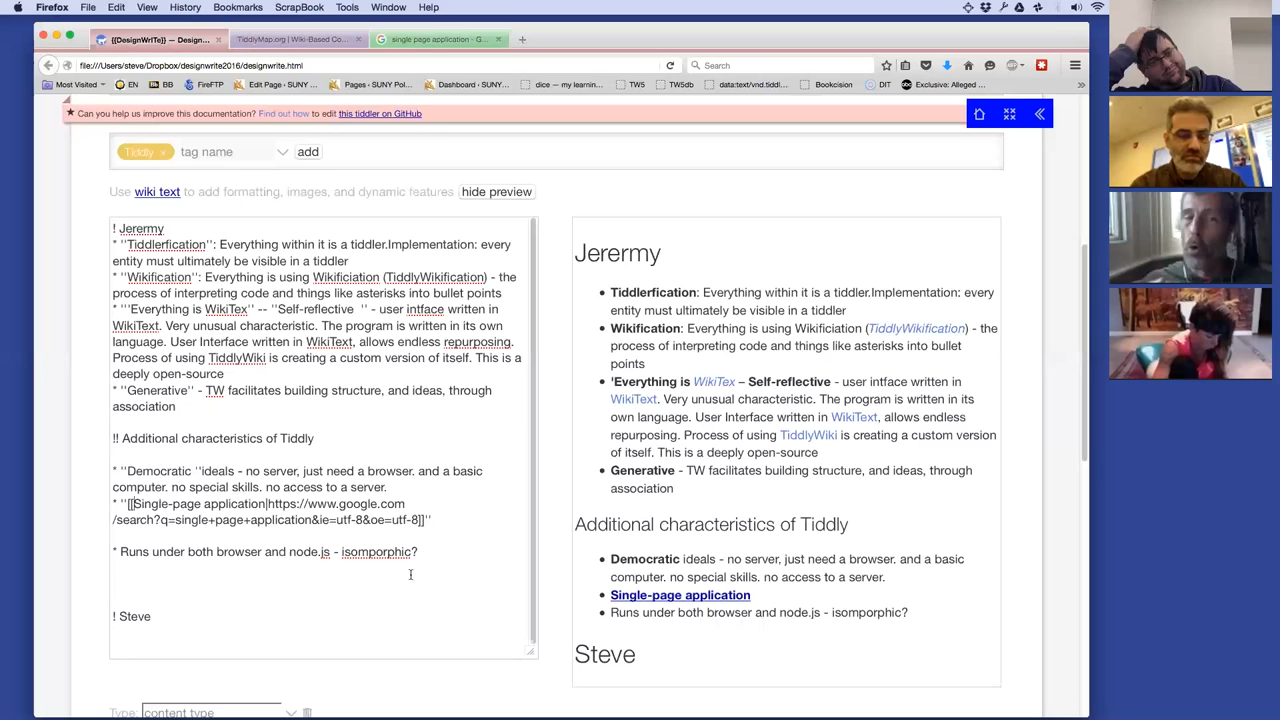 Firefox File Edit View History Bookmarks ScrapBook Tools Window Help
{{DesignWrITe}} — Design... × TiddlyMap.org | Wiki-Based Co... × single page application - G... × +
file:///Users/steve/Dropbox/designwrite2016/designwrite.html Search
Most Visited EN BB FireFTP Edit Page - SUNY ... Pages - SUNY Pol... Dashboard - SUNY... dice — my learning... TW5 TW5db data:text/vnd.tiddl... Bookcision DIT Exclusive: Alleged ... »
★ Can you help us improve this documentation? Find out how to edit this tiddler on GitHub
Tiddly × tag name add
Use wiki text to add formatting, images, and dynamic features hide preview
! Jerermy
* ''Tiddlerfication'': Everything within it is a tiddler.Implementation: every
entity must ultimately be visible in a tiddler
* ''Wikification'': Everything is using Wikificiation (TiddlyWikification) - the
process of interpreting code and things like asterisks into bullet points
* '''Everything is WikiTex'' -- ''Self-reflective '' - user intface written in
WikiText. Very unusual characteristic. The program is written in its own
language. User Interface written in WikiText, allows endless repurposing.
Process of using TiddlyWiki is creating a custom version of itself. This is a
deeply open-source
* ''Generative'' - TW facilitates building structure, and ideas, through
association
!! Additional characteristics of Tiddly
* ''Democratic ''ideals - no server, just need a browser. and a basic
computer. no special skills. no access to a server.
* ''[[Single-page application|https://www.google.com
/search?q=single+page+application&ie=utf-8&oe=utf-8]]''
* Runs under both browser and node.js - isomporphic?
! Steve
Jerermy
• Tiddlerfication: Everything within it is a tiddler.Implementation: every
entity must ultimately be visible in a tiddler
• Wikification: Everything is using Wikificiation (TiddlyWikification) - the
process of interpreting code and things like asterisks into bullet
points
• 'Everything is WikiTex – Self-reflective - user intface written in
WikiText. Very unusual characteristic. The program is written in its
own language. User Interface written in WikiText, allows endless
repurposing. Process of using TiddlyWiki is creating a custom version
of itself. This is a deeply open-source
• Generative - TW facilitates building structure, and ideas, through
association
Additional characteristics of Tiddly
• Democratic ideals - no server, just need a browser. and a basic
computer. no special skills. no access to a server.
• Single-page application
• Runs under both browser and node.js - isomporphic?
Steve
Type: content type